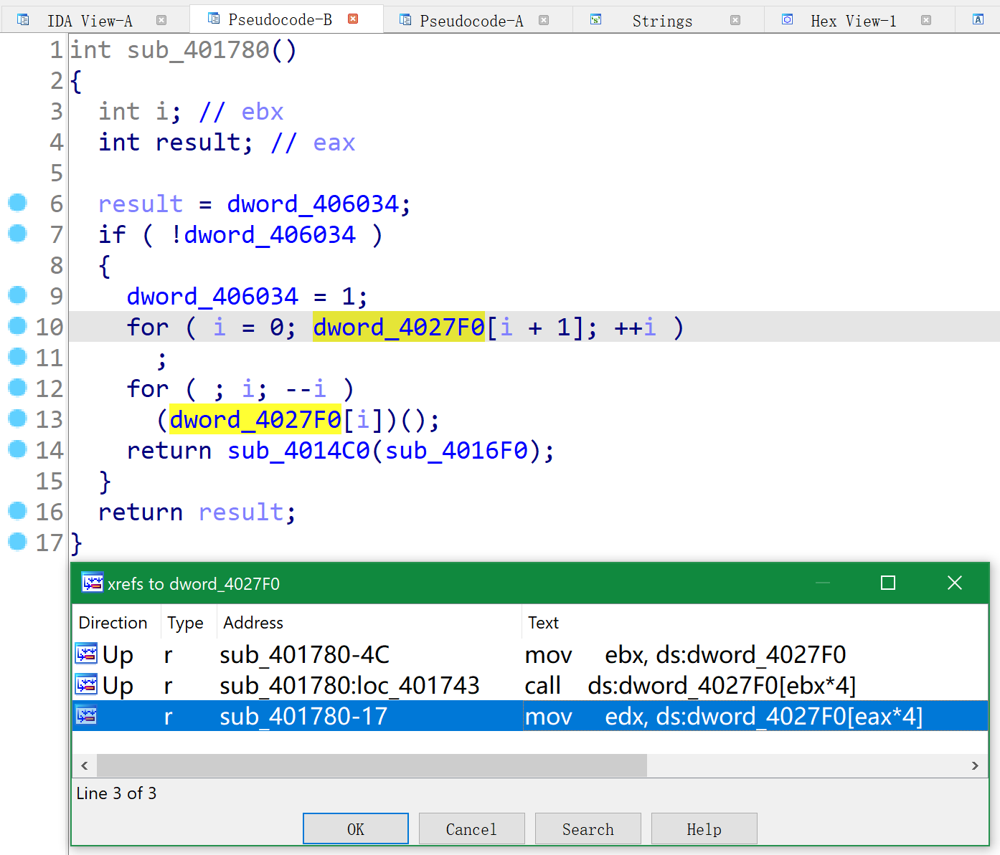 IDA View-A Pseudocode-B Pseudocode-A Strings Hex View-1
1 int sub_401780()
2 {
3 int i; // ebx
4 int result; // eax
5
6 result = dword_406034;
7 if ( !dword_406034 )
8 {
9 dword_406034 = 1;
10 for ( i = 0; dword_4027F0[i + 1]; ++i )
11 ;
12 for ( ; i; --i )
13 (dword_4027F0[i])();
14 return sub_4014C0(sub_4016F0);
15 }
16 return result;
17 }
xrefs to dword_4027F0
Direction Type Address Text
Up r sub_401780-4C mov ebx, ds:dword_4027F0
Up r sub_401780:loc_401743 call ds:dword_4027F0[ebx*4]
r sub_401780-17 mov edx, ds:dword_4027F0[eax*4]
Line 3 of 3
OK Cancel Search Help